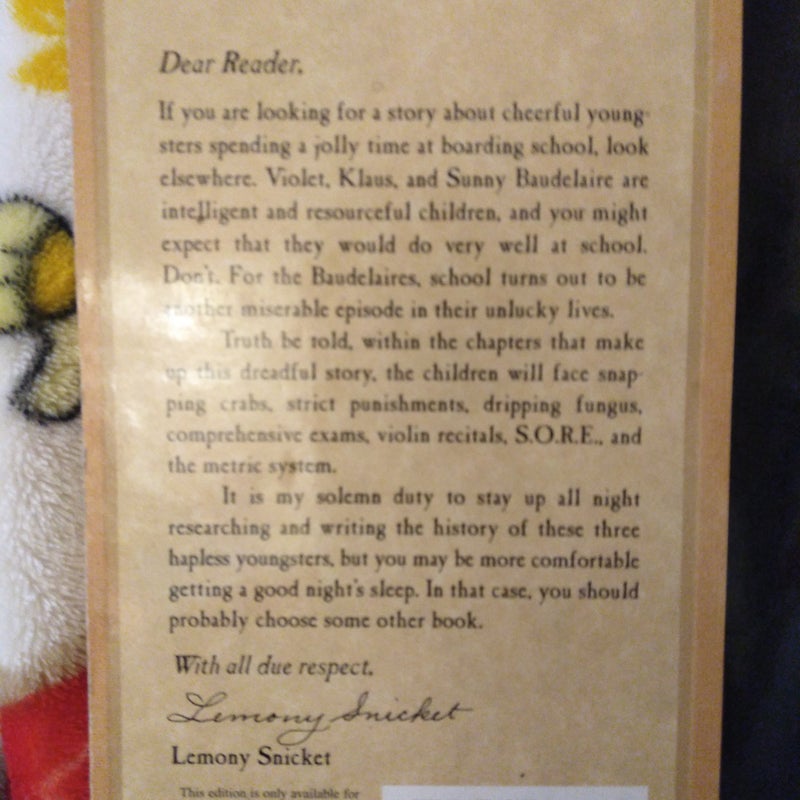 Dear Reader,
If you are looking for a story about cheerful young-
sters spending a jolly time at boarding school, look
elsewhere. Violet, Klaus, and Sunny Baudelaire are
intelligent and resourceful children, and you might
expect that they would do very well at school.
Don't. For the Baudelaires, school turns out to be
another miserable episode in their unlucky lives.
Truth be told, within the chapters that make
up this dreadful story, the children will face snap-
ping crabs, strict punishments, dripping fungus,
comprehensive exams, violin recitals, S.O.R.E., and
the metric system.
It is my solemn duty to stay up all night
researching and writing the history of these three
hapless youngsters, but you may be more comfortable
getting a good night's sleep. In that case, you should
probably choose some other book.
With all due respect,
Lemony Snicket
Lemony Snicket
This edition is only available for